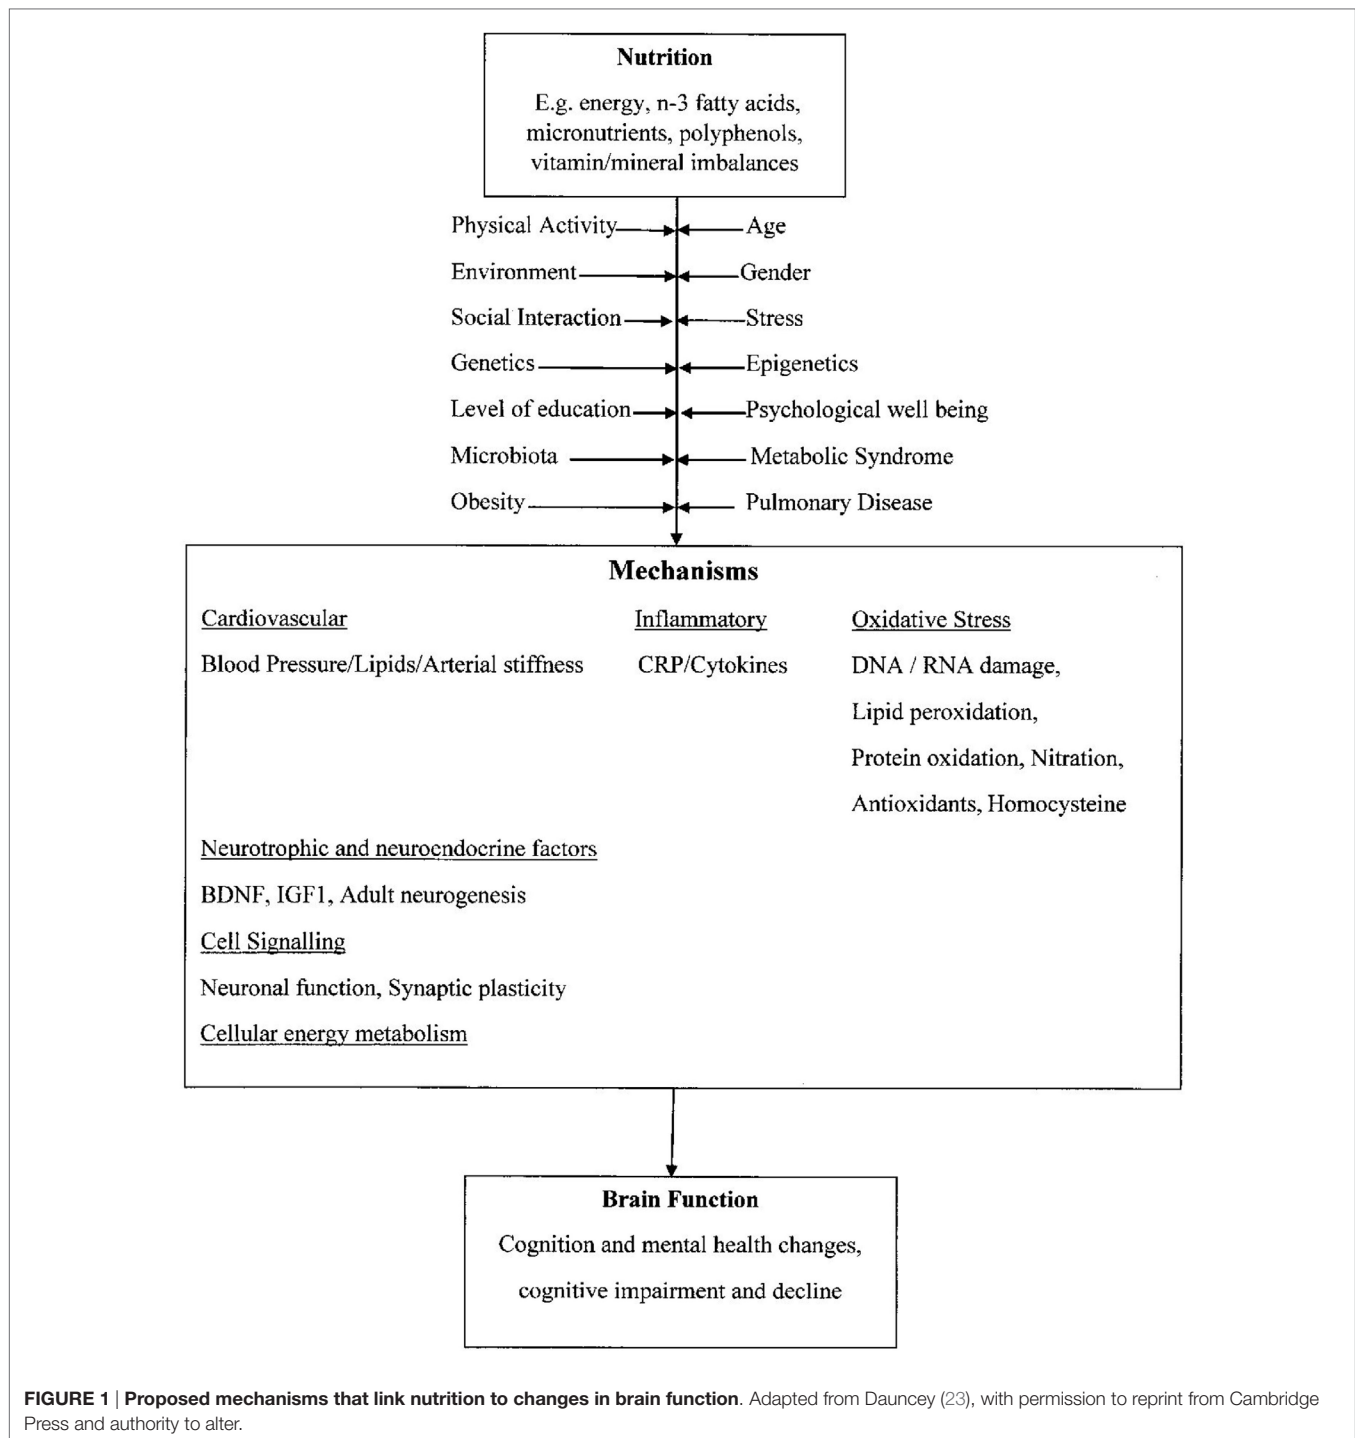 Nutrition
E.g. energy, n-3 fatty acids,
micronutrients, polyphenols,
vitamin/mineral imbalances
Physical Activity
Age
Environment
Gender
Social Interaction
Stress
Genetics
Epigenetics
Level of education
Psychological well being
Microbiota
Metabolic Syndrome
Obesity
Pulmonary Disease
Mechanisms
Cardiovascular
Inflammatory
Oxidative Stress
Blood Pressure/Lipids/Arterial stiffness
CRP/Cytokines
DNA / RNA damage,
Lipid peroxidation,
Protein oxidation, Nitration,
Antioxidants, Homocysteine
Neurotrophic and neuroendocrine factors
BDNF, IGF1, Adult neurogenesis
Cell Signalling
Neuronal function, Synaptic plasticity
Cellular energy metabolism
Brain Function
Cognition and mental health changes,
cognitive impairment and decline
FIGURE 1 | Proposed mechanisms that link nutrition to changes in brain function. Adapted from Dauncey (23), with permission to reprint from Cambridge
Press and authority to alter.